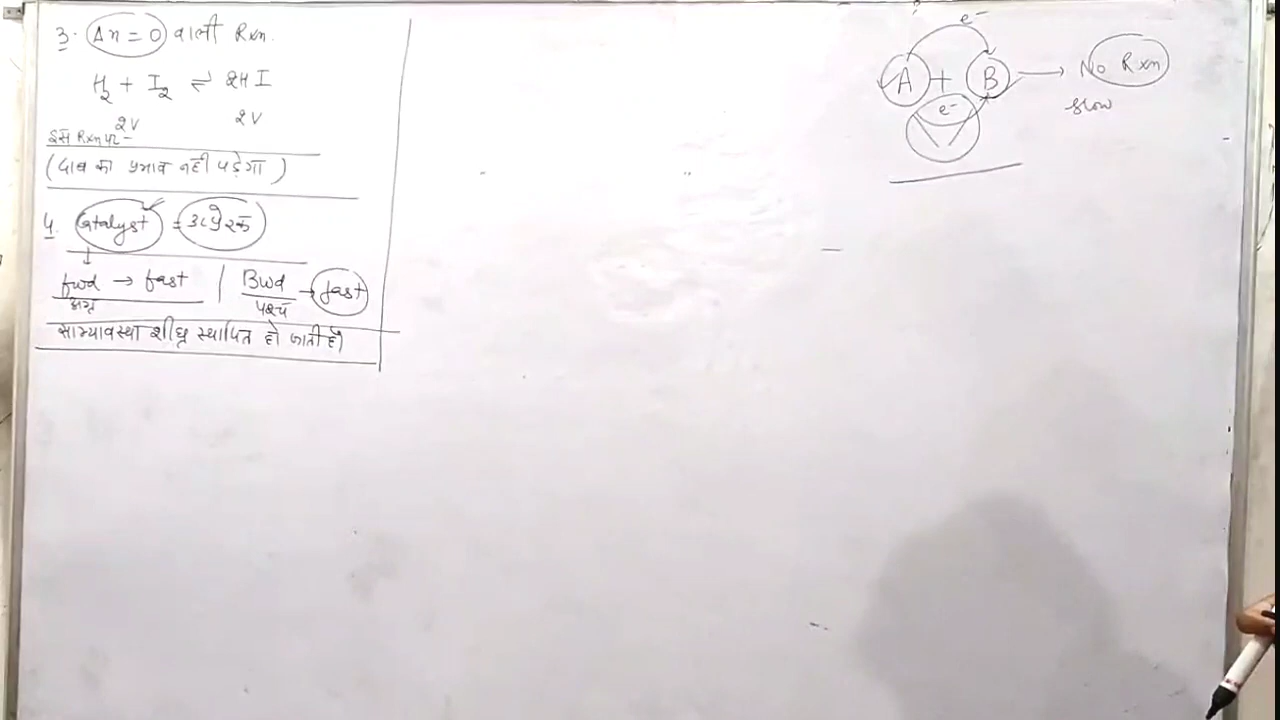 3. Δn = 0 वाली Rxn.
H2 + I2 ⇌ 2H I
2V 2V
इस Rxn पर -
(दाब का प्रभाव नहीं पड़ेगा)
4. Catalyst = उत्प्रेरक
fwd → fast | Bwd → fast
अग्र पश्च
साम्यावस्था शीघ्र स्थापित हो जाती है।
e-
A + B → No Rxn
e- slow